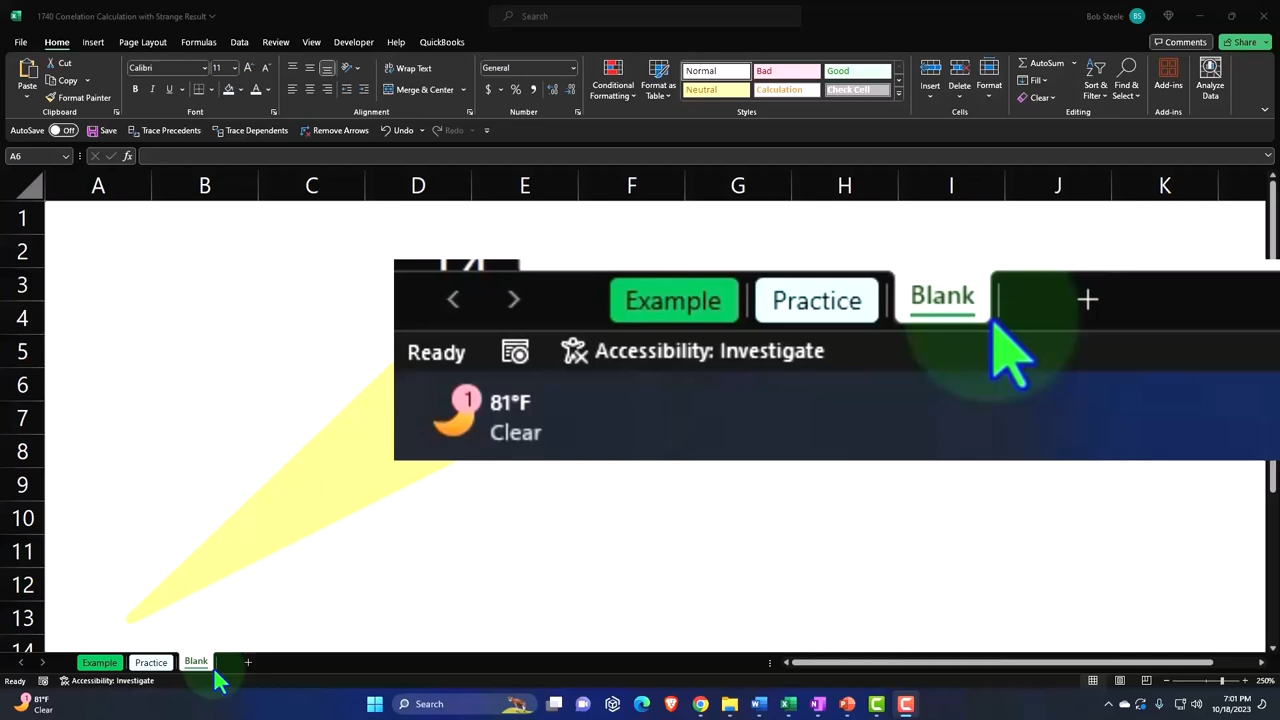 1740 Correlation Calculation with Strange Result
Search
Bob Steele
BS
File Home Insert Page Layout Formulas Data Review View Developer Help QuickBooks
Comments Share
Paste
Cut
Copy
Format Painter
Calibri 11
B I U
Wrap Text
Merge & Center
General
$ %
Conditional Formatting
Format as Table
Normal Bad Good
Neutral Calculation Check Cell
Insert Delete Format
AutoSum
Fill
Clear
Sort & Filter
Find & Select
Add-ins
Analyze Data
Clipboard Font Alignment Number Styles Cells Editing Add-ins
AutoSave Off Save Trace Precedents Trace Dependents Remove Arrows Undo Redo
A6 fx
A B C D E F G H I J K
1
2
3
4
5
6
7
8
9
10
11
12
13
14
Example Practice Blank +
Ready Accessibility: Investigate
1 81°F
Clear
Example Practice Blank +
Ready Accessibility: Investigate
250%
1 81°F
Clear
Search
7:01 PM
10/18/2023